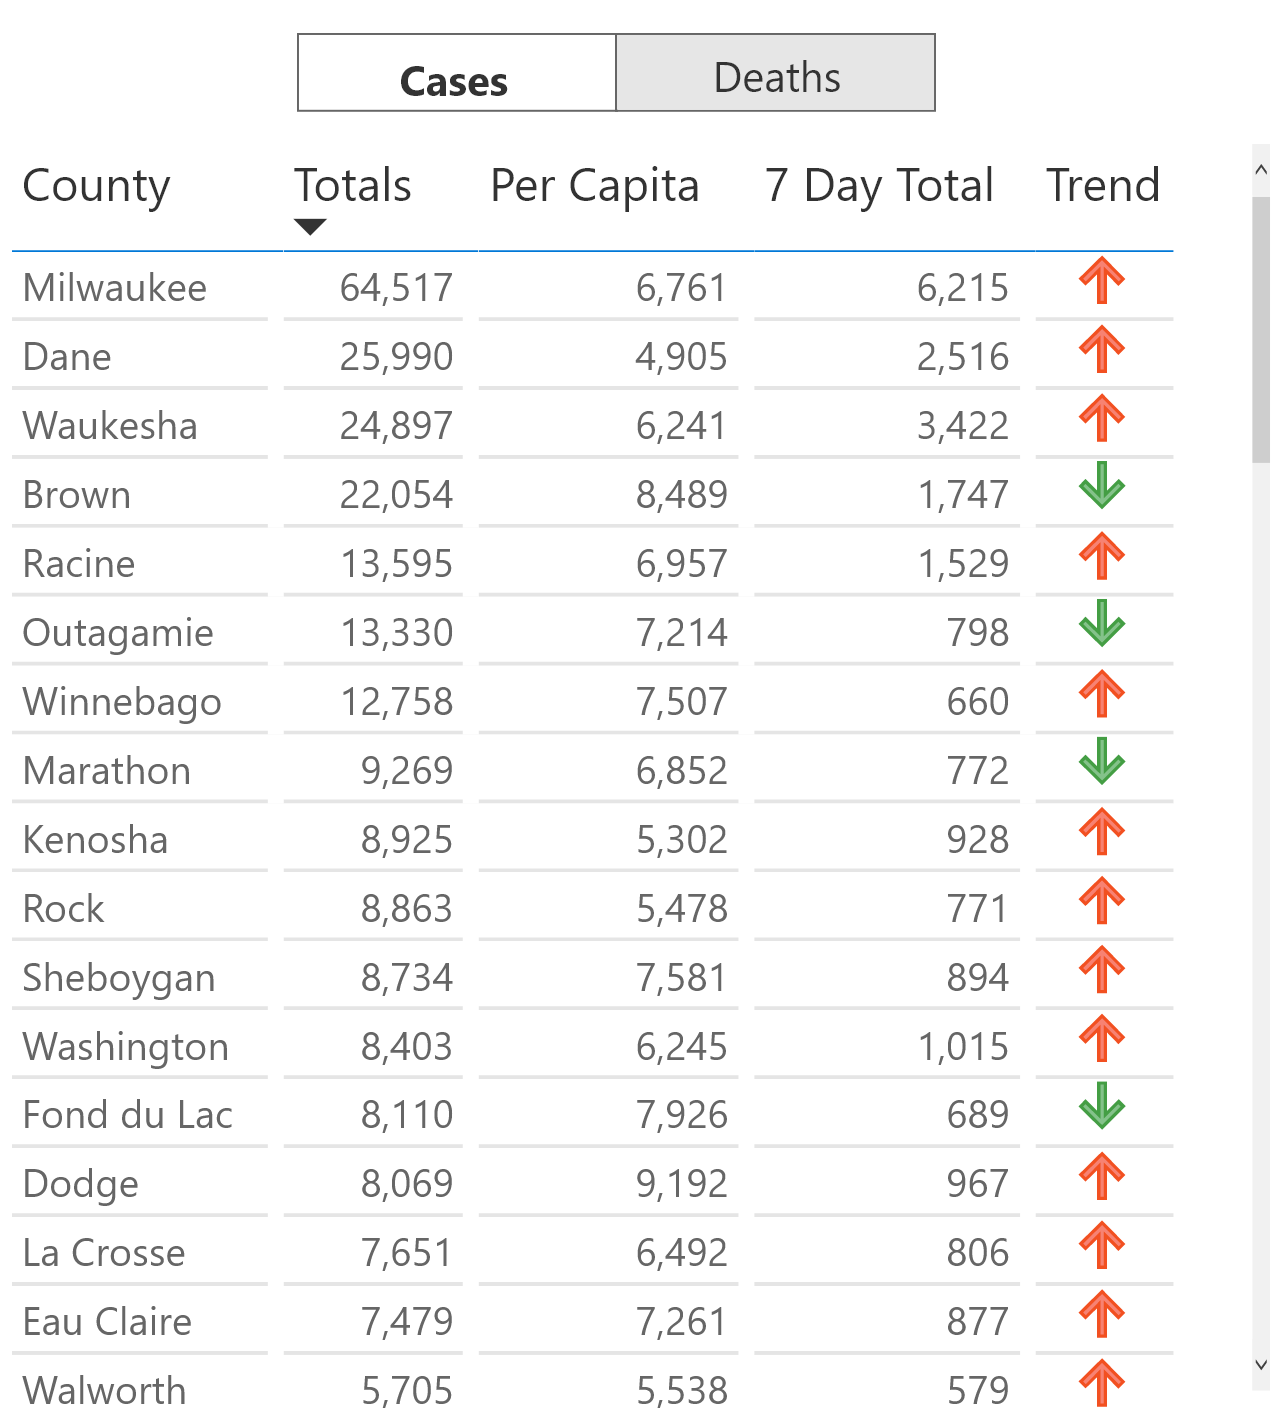 Cases Deaths
County Totals Per Capita 7 Day Total Trend
Milwaukee 64,517 6,761 6,215
Dane 25,990 4,905 2,516
Waukesha 24,897 6,241 3,422
Brown 22,054 8,489 1,747
Racine 13,595 6,957 1,529
Outagamie 13,330 7,214 798
Winnebago 12,758 7,507 660
Marathon 9,269 6,852 772
Kenosha 8,925 5,302 928
Rock 8,863 5,478 771
Sheboygan 8,734 7,581 894
Washington 8,403 6,245 1,015
Fond du Lac 8,110 7,926 689
Dodge 8,069 9,192 967
La Crosse 7,651 6,492 806
Eau Claire 7,479 7,261 877
Walworth 5,705 5,538 579